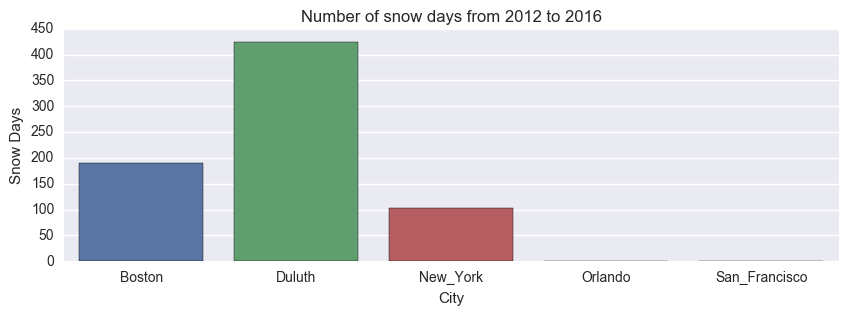 Number of snow days from 2012 to 2016
450
400
350
300
250
200
150
100
50
0
Snow Days
Boston
Duluth
New_York
Orlando
San_Francisco
City